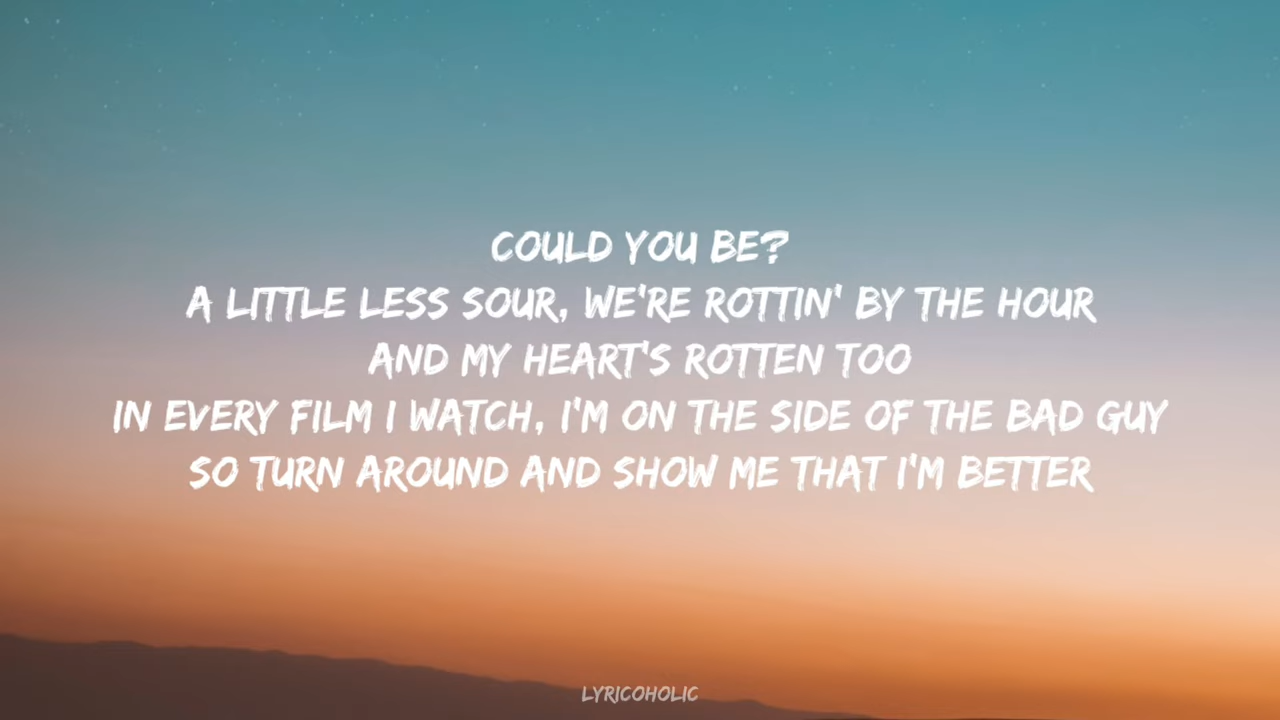 COULD YOU BE?
A LITTLE LESS SOUR, WE'RE ROTTIN' BY THE HOUR
AND MY HEART'S ROTTEN TOO
IN EVERY FILM I WATCH, I'M ON THE SIDE OF THE BAD GUY
SO TURN AROUND AND SHOW ME THAT I'M BETTER
LYRICOHOLIC